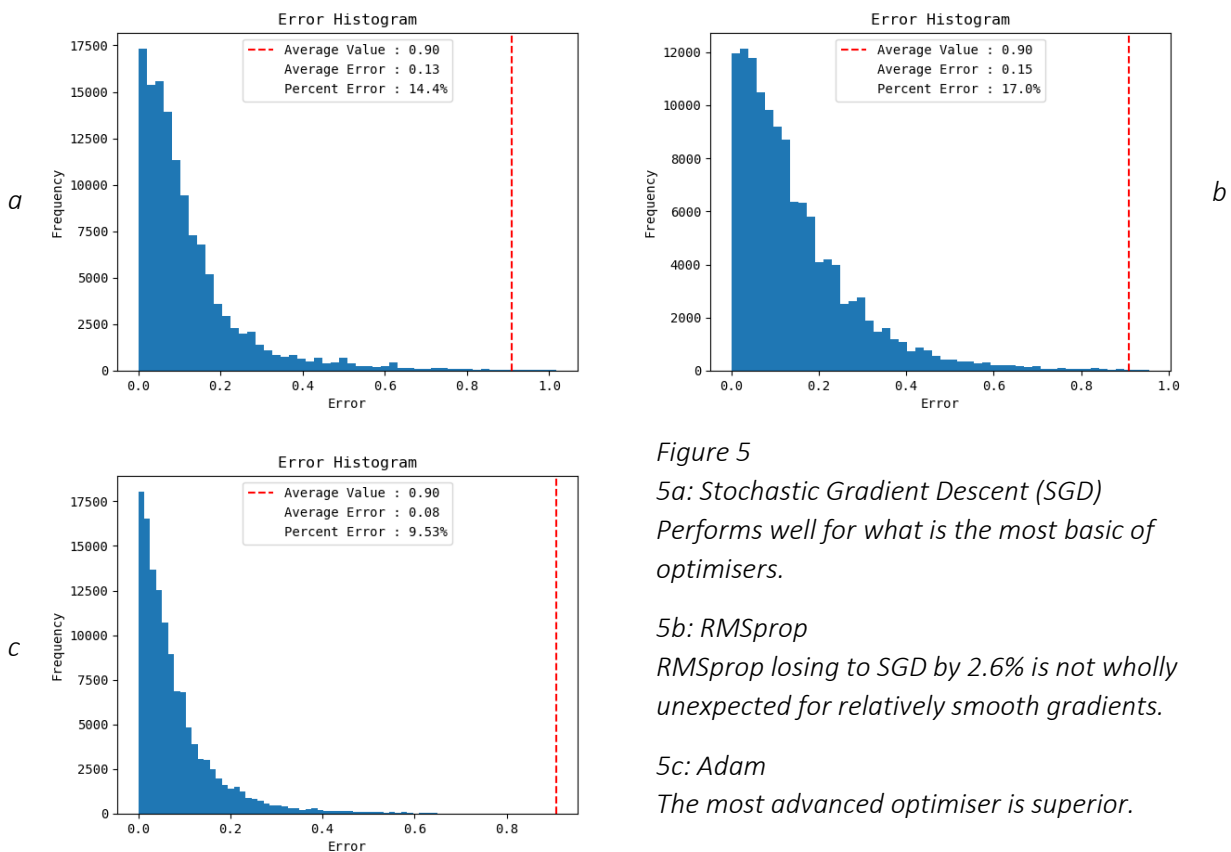 Error Histogram
17500
15000
12500
10000
7500
5000
2500
0
Frequency
Average Value : 0.90
Average Error : 0.13
Percent Error : 14.4%
0.0 0.2 0.4 0.6 0.8 1.0
Error
a
Error Histogram
12000
10000
8000
6000
4000
2000
0
Frequency
Average Value : 0.90
Average Error : 0.15
Percent Error : 17.0%
0.0 0.2 0.4 0.6 0.8 1.0
Error
b
Error Histogram
17500
15000
12500
10000
7500
5000
2500
0
Frequency
Average Value : 0.90
Average Error : 0.08
Percent Error : 9.53%
0.0 0.2 0.4 0.6 0.8
Error
c
Figure 5
5a: Stochastic Gradient Descent (SGD)
Performs well for what is the most basic of
optimisers.
5b: RMSprop
RMSprop losing to SGD by 2.6% is not wholly
unexpected for relatively smooth gradients.
5c: Adam
The most advanced optimiser is superior.